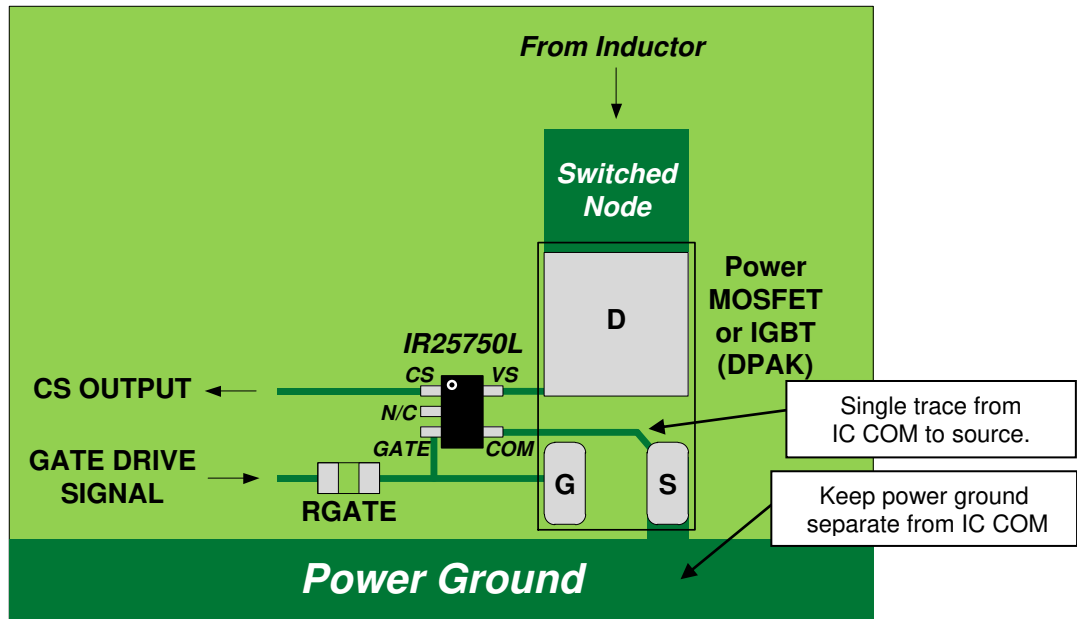 From Inductor
Switched
Node
Power
MOSFET
or IGBT
(DPAK)
D
IR25750L
CS
VS
CS OUTPUT
N/C
GATE
COM
Single trace from
IC COM to source.
GATE DRIVE
SIGNAL
RGATE
G
S
Keep power ground
separate from IC COM
Power Ground